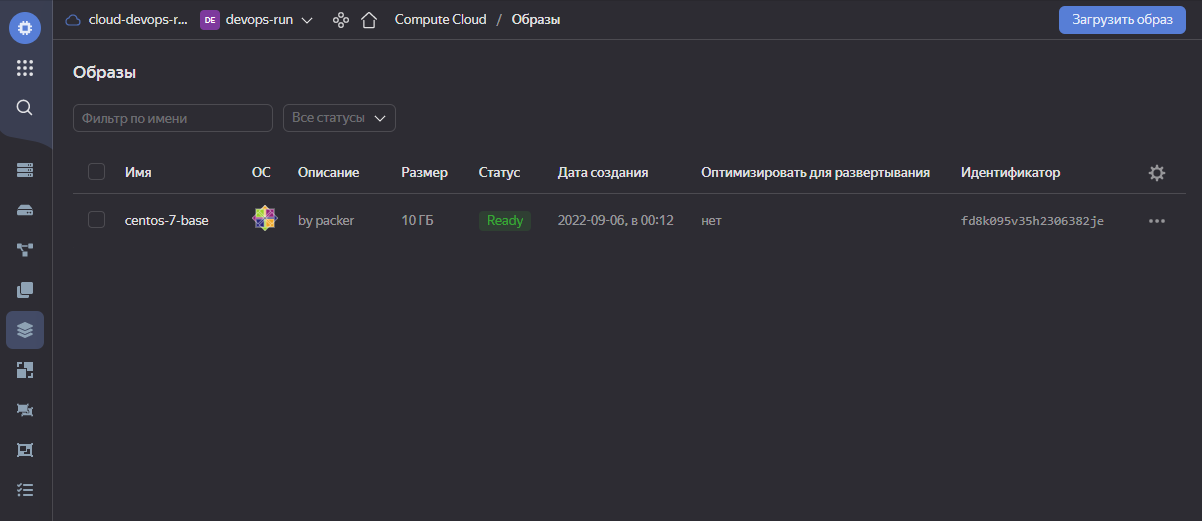 cloud-devops-r... DE devops-run Compute Cloud / Образы Загрузить образ
Образы
Фильтр по имени Все статусы
Имя ОС Описание Размер Статус Дата создания Оптимизировать для развертывания Идентификатор
centos-7-base by packer 10 ГБ Ready 2022-09-06, в 00:12 нет fd8k095v35h2306382je